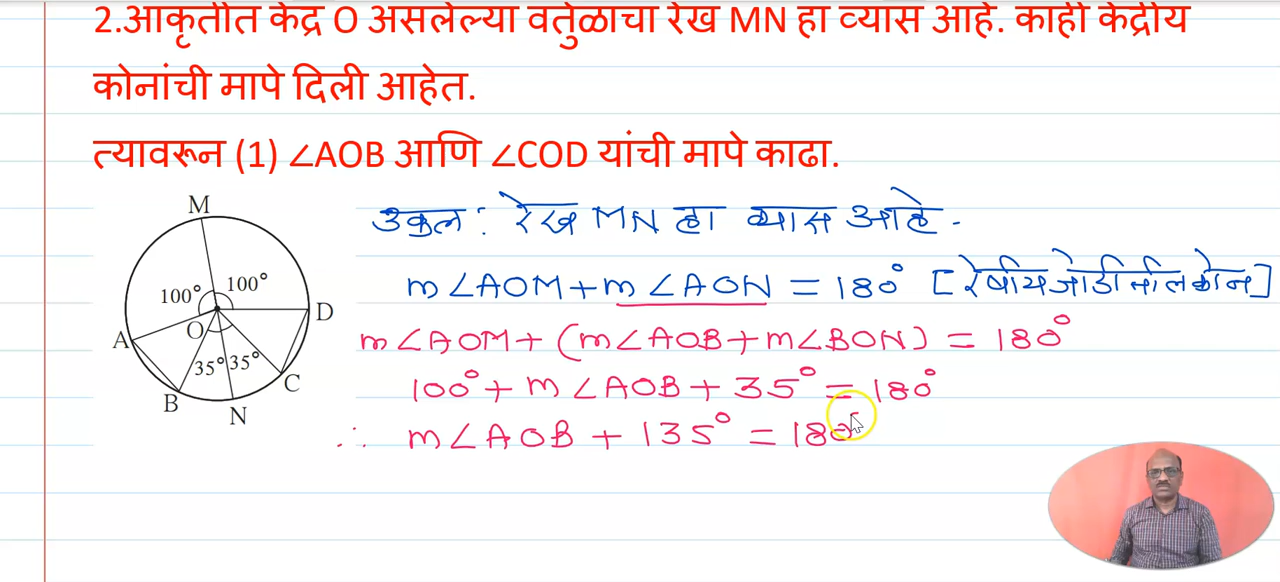 2.आकृतीत केंद्र O असलेल्या वर्तुळाचा रेख MN हा व्यास आहे. काही केंद्रीय
कोनांची मापे दिली आहेत.
त्यावरून (1) ∠AOB आणि ∠COD यांची मापे काढा.
M
100° 100°
A O D
35° 35°
B N C
उकल : रेख MN हा व्यास आहे.
m∠AOM + m∠AON = 180° [रेषीय जोडीतील कोन]
m∠AOM + (m∠AOB + m∠BON) = 180°
100° + m∠AOB + 35° = 180°
∴ m∠AOB + 135° = 180°